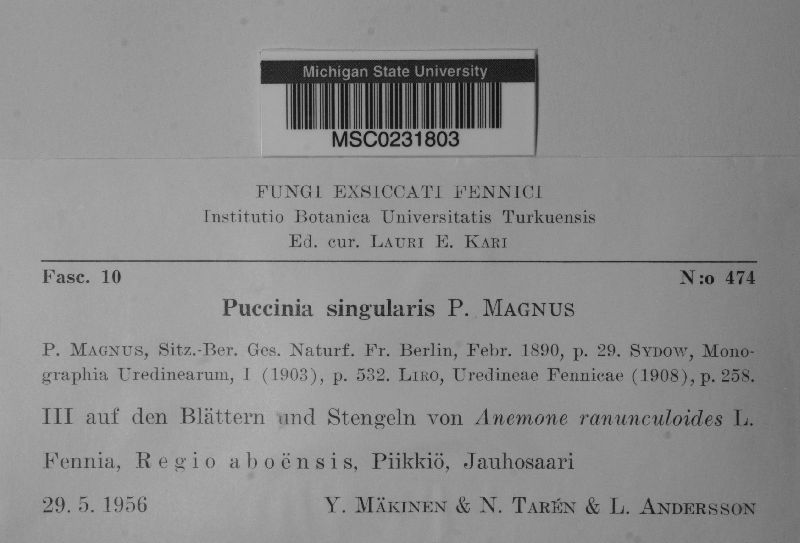 Michigan State University
MSC0231803
FUNGI EXSICCATI FENNICI
Institutio Botanica Universitatis Turkuensis
Ed. cur. LAURI E. KARI
Fasc. 10 N:o 474
Puccinia singularis P. MAGNUS
P. MAGNUS, Sitz.-Ber. Ges. Naturf. Fr. Berlin, Febr. 1890, p. 29. SYDOW, Mono-
graphia Uredinearum, I (1903), p. 532. LIRO, Uredineae Fennicae (1908), p. 258.
III auf den Blättern und Stengeln von Anemone ranunculoides L.
Fennia, Regio aboënsis, Piikkiö, Jauhosaari
29. 5. 1956 Y. MÄKINEN & N. TARÉN & L. ANDERSSON